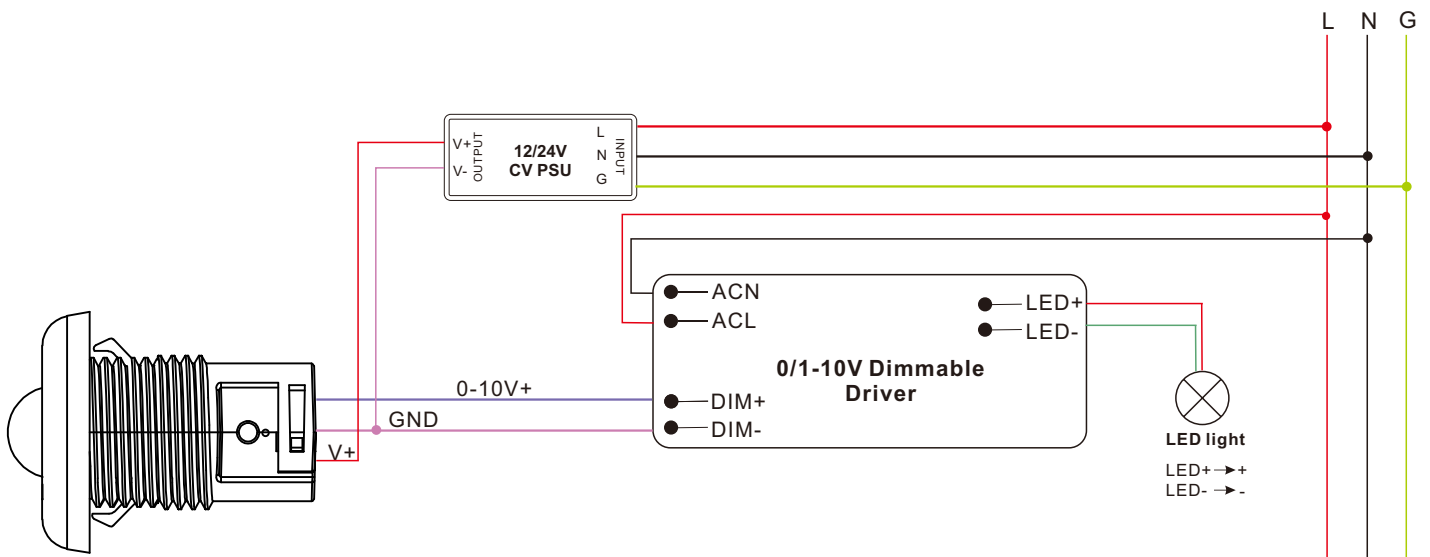 L N G
V+
V-
OUTPUT
12/24V
CV PSU
L
N
G
INPUT
ACN
ACL
LED+
LED-
0/1-10V Dimmable
Driver
0-10V+
DIM+
GND
DIM-
V+
LED light
LED+→+
LED-→-